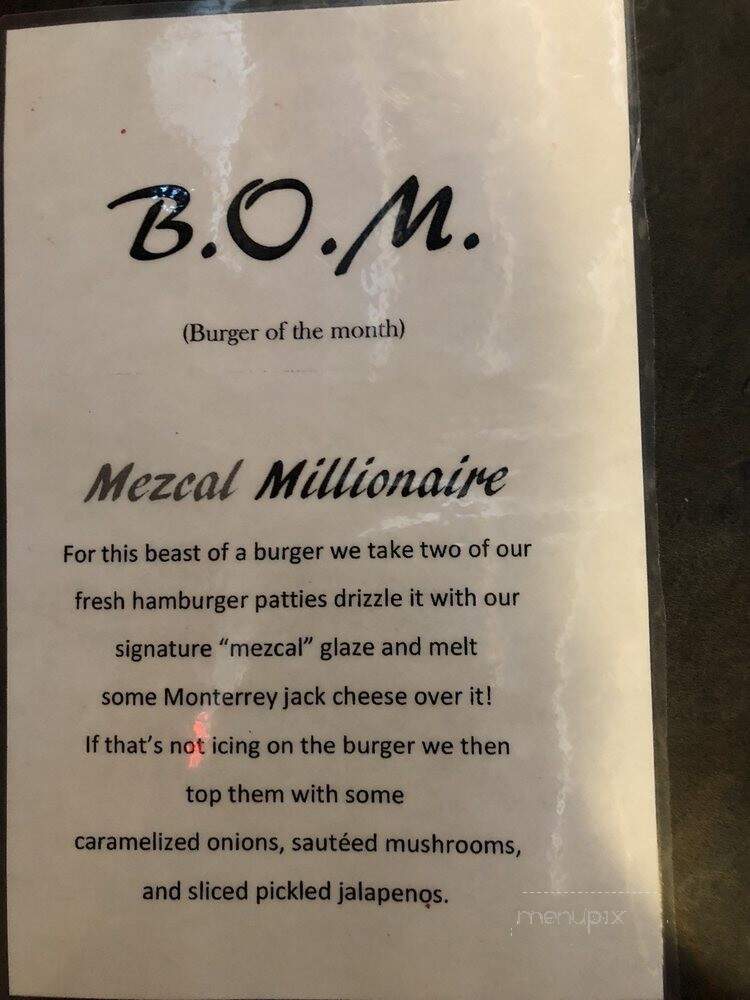 B.O.M.
(Burger of the month)
Mezcal Millionaire
For this beast of a burger we take two of our
fresh hamburger patties drizzle it with our
signature “mezcal” glaze and melt
some Monterrey jack cheese over it!
If that’s not icing on the burger we then
top them with some
caramelized onions, sautéed mushrooms,
and sliced pickled jalapenos.
menupix